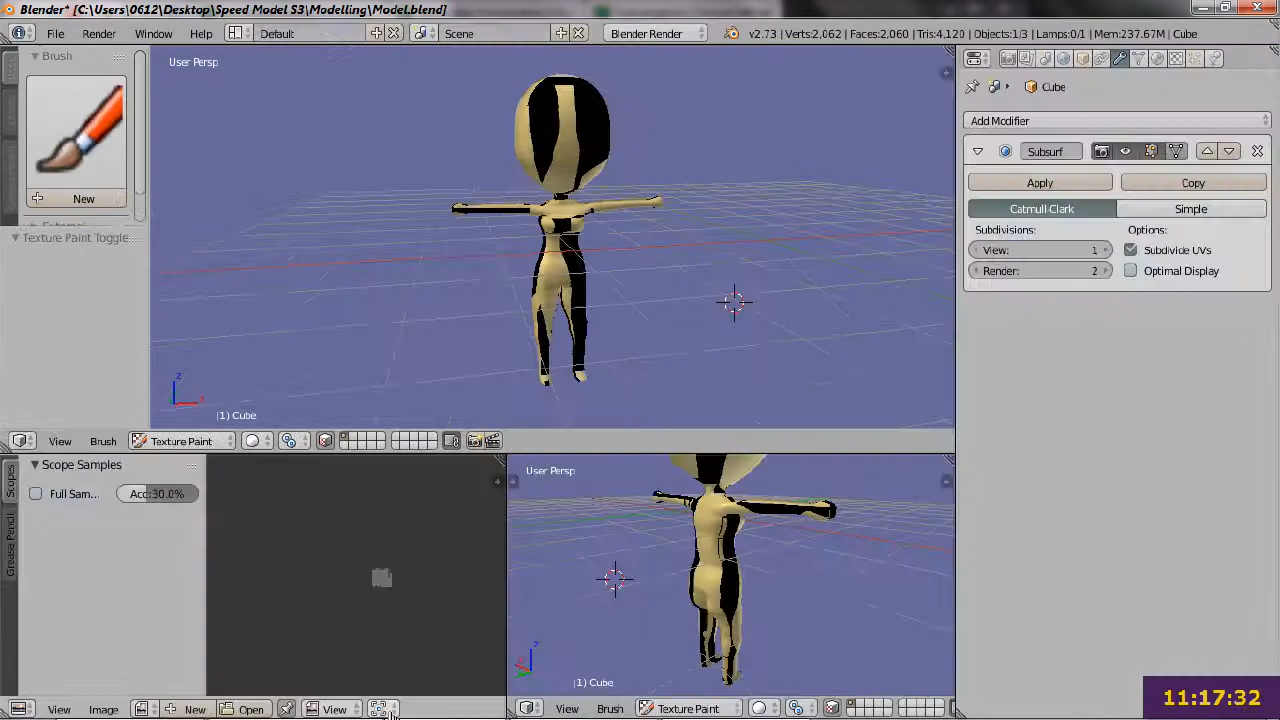 Blender* [C:\Users\0612\Desktop\Speed Model S3\Modelling\Model.blend]
File Render Window Help Default Scene Blender Render v2.73 | Verts:2,062 | Faces:2,060 | Tris:4,120 | Objects:1/3 | Lamps:0/1 | Mem:237.67M | Cube
Brush
New
Texture Paint Toggle
User Persp
(1) Cube
View Brush Texture Paint
Cube
Add Modifier
Subsurf
Apply Copy
Catmull-Clark Simple
Subdivisions: Options:
View: 1 Subdivide UVs
Render: 2 Optimal Display
Scopes
Grease Pencil
Scope Samples
Full Sam... Acc:30.0%
View Image New Open View
User Persp
(1) Cube
View Brush Texture Paint
11:17:32